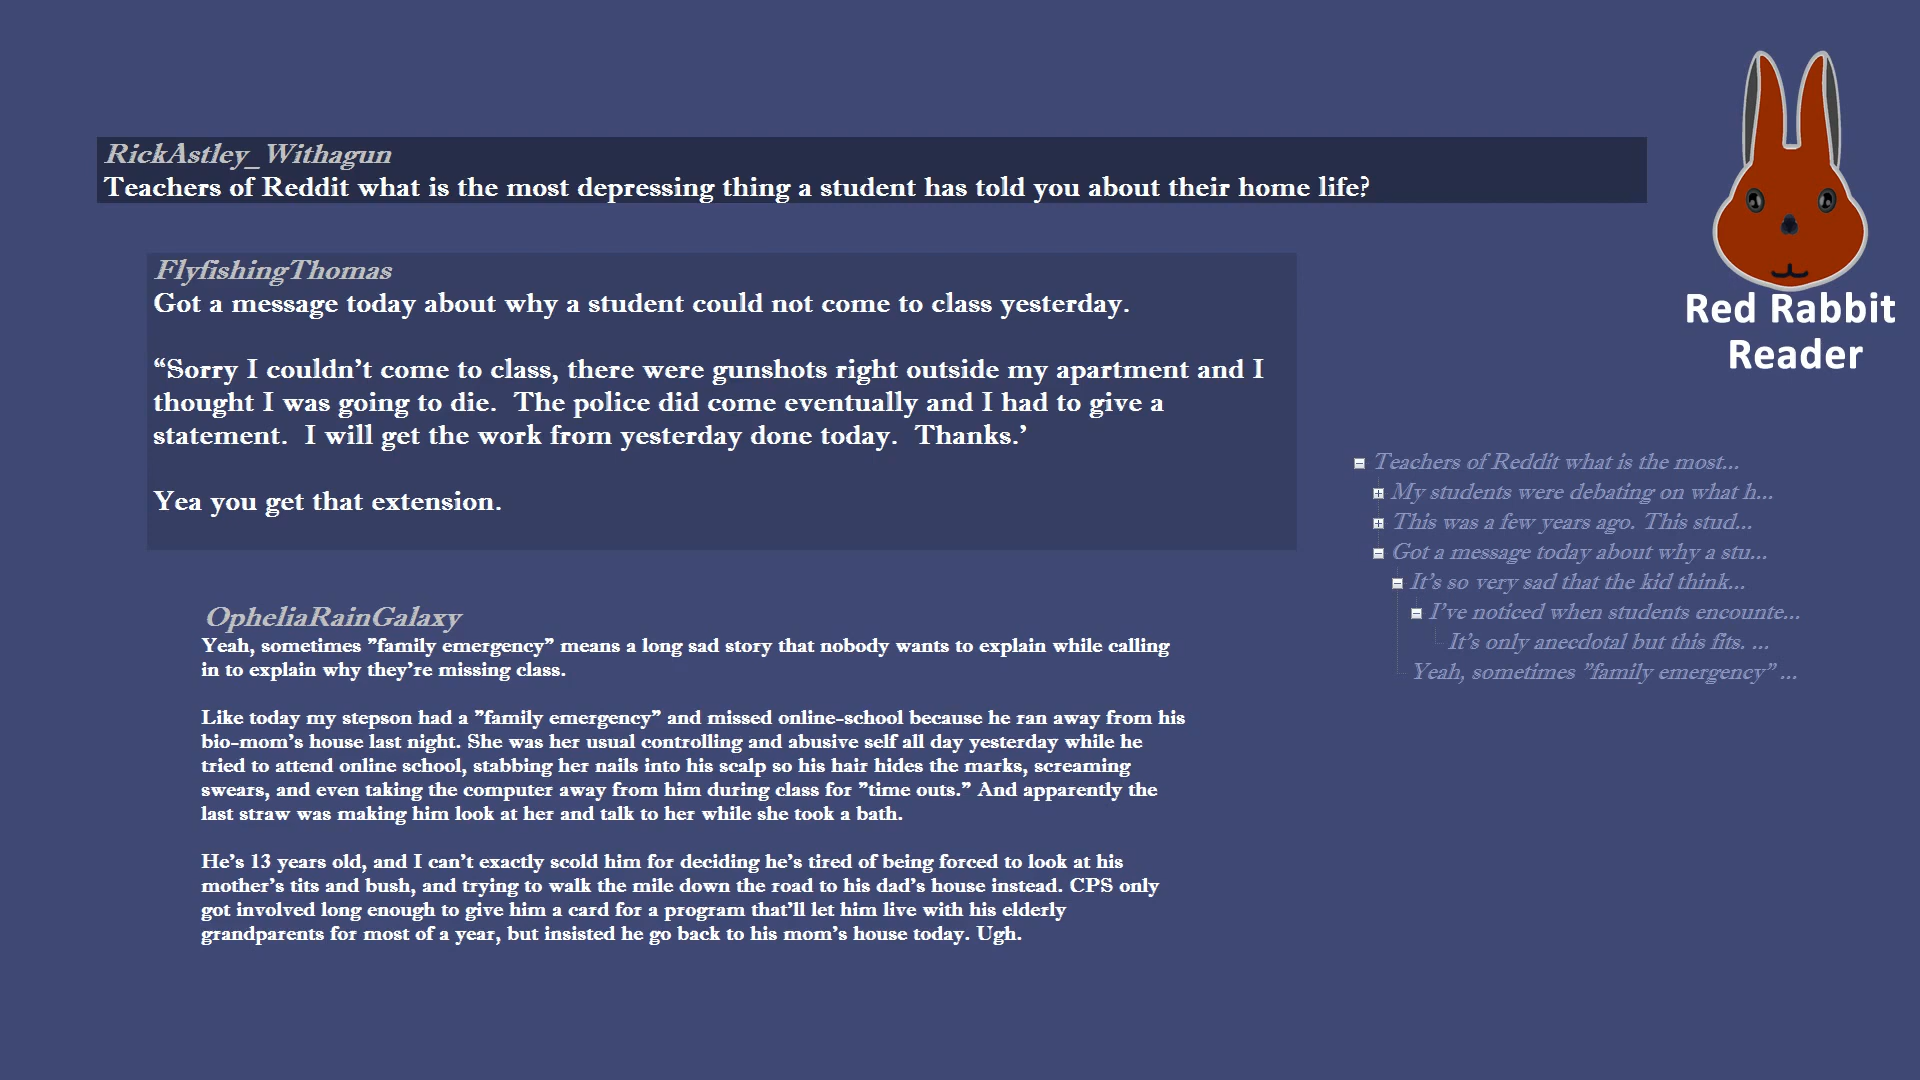 RickAstley_Withagun
Teachers of Reddit what is the most depressing thing a student has told you about their home life?
FlyfishingThomas
Got a message today about why a student could not come to class yesterday.
“Sorry I couldn’t come to class, there were gunshots right outside my apartment and I
thought I was going to die.  The police did come eventually and I had to give a
statement.  I will get the work from yesterday done today.  Thanks.’
Yea you get that extension.
OpheliaRainGalaxy
Yeah, sometimes ”family emergency” means a long sad story that nobody wants to explain while calling
in to explain why they’re missing class.
Like today my stepson had a ”family emergency” and missed online-school because he ran away from his
bio-mom’s house last night. She was her usual controlling and abusive self all day yesterday while he
tried to attend online school, stabbing her nails into his scalp so his hair hides the marks, screaming
swears, and even taking the computer away from him during class for ”time outs.” And apparently the
last straw was making him look at her and talk to her while she took a bath.
He’s 13 years old, and I can’t exactly scold him for deciding he’s tired of being forced to look at his
mother’s tits and bush, and trying to walk the mile down the road to his dad’s house instead. CPS only
got involved long enough to give him a card for a program that’ll let him live with his elderly
grandparents for most of a year, but insisted he go back to his mom’s house today. Ugh.
Red Rabbit
Reader
Teachers of Reddit what is the most...
My students were debating on what h...
This was a few years ago. This stud...
Got a message today about why a stu...
It’s so very sad that the kid think...
I’ve noticed when students encounte...
It’s only anecdotal but this fits. ...
Yeah, sometimes ”family emergency” ...